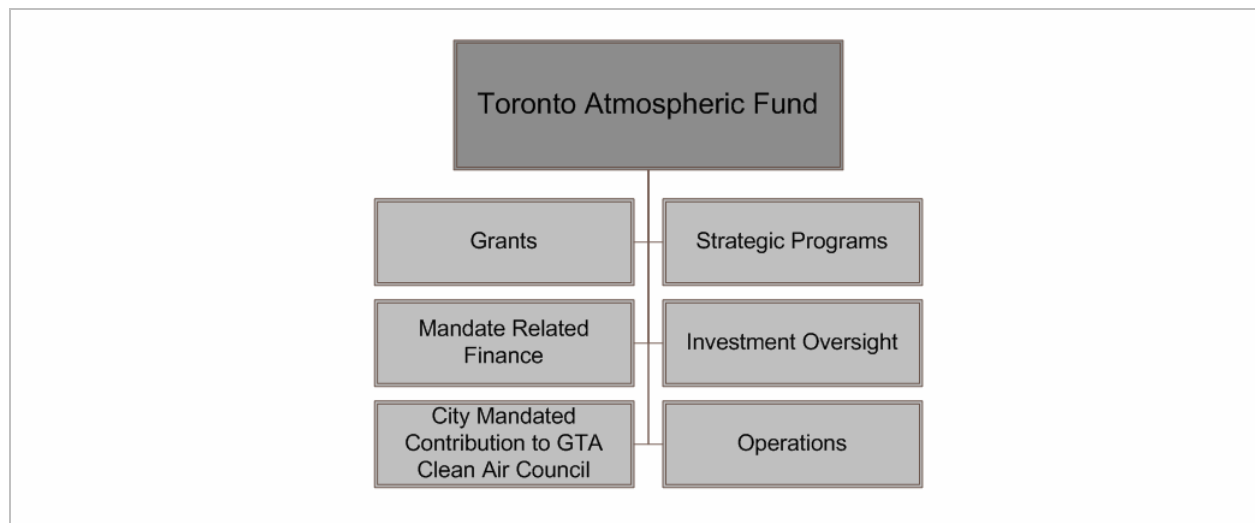 Toronto Atmospheric Fund
Grants
Strategic Programs
Mandate Related
Finance
Investment Oversight
City Mandated
Contribution to GTA
Clean Air Council
Operations